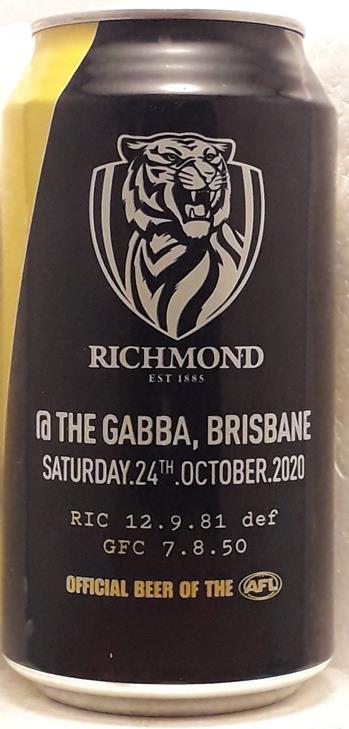 RICHMOND
EST 1885
@ THE GABBA, BRISBANE
SATURDAY.24TH.OCTOBER.2020
RIC 12.9.81 def
GFC 7.8.50
OFFICIAL BEER OF THE AFL